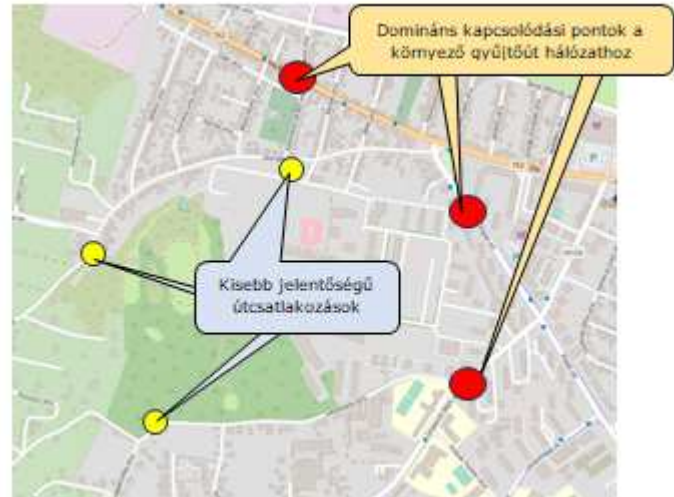 Domináns kapcsolódási pontok a
környező gyűjtőút hálózathoz
Kisebb jelentőségű
útcsatlakozások